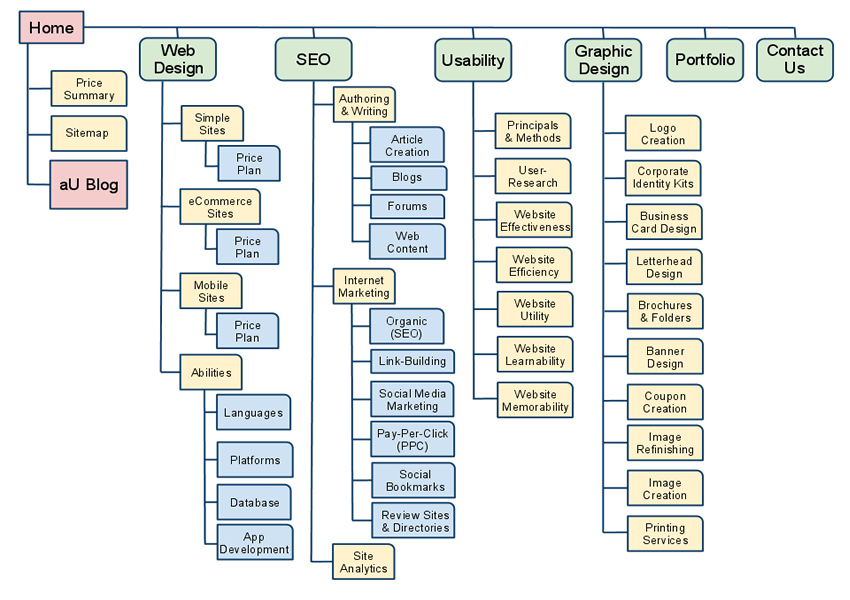 Home
Price
Summary
Sitemap
aU Blog
Web
Design
Simple
Sites
Price
Plan
eCommerce
Sites
Price
Plan
Mobile
Sites
Price
Plan
Abilities
Languages
Platforms
Database
App
Development
SEO
Authoring
& Writing
Article
Creation
Blogs
Forums
Web
Content
Internet
Marketing
Organic
(SEO)
Link-Building
Social Media
Marketing
Pay-Per-Click
(PPC)
Social
Bookmarks
Review Sites
& Directories
Site
Analytics
Usability
Principals
& Methods
User-
Research
Website
Effectiveness
Website
Efficiency
Website
Utility
Website
Learnability
Website
Memorability
Graphic
Design
Logo
Creation
Corporate
Identity Kits
Business
Card Design
Letterhead
Design
Brochures
& Folders
Banner
Design
Coupon
Creation
Image
Refinishing
Image
Creation
Printing
Services
Portfolio
Contact
Us